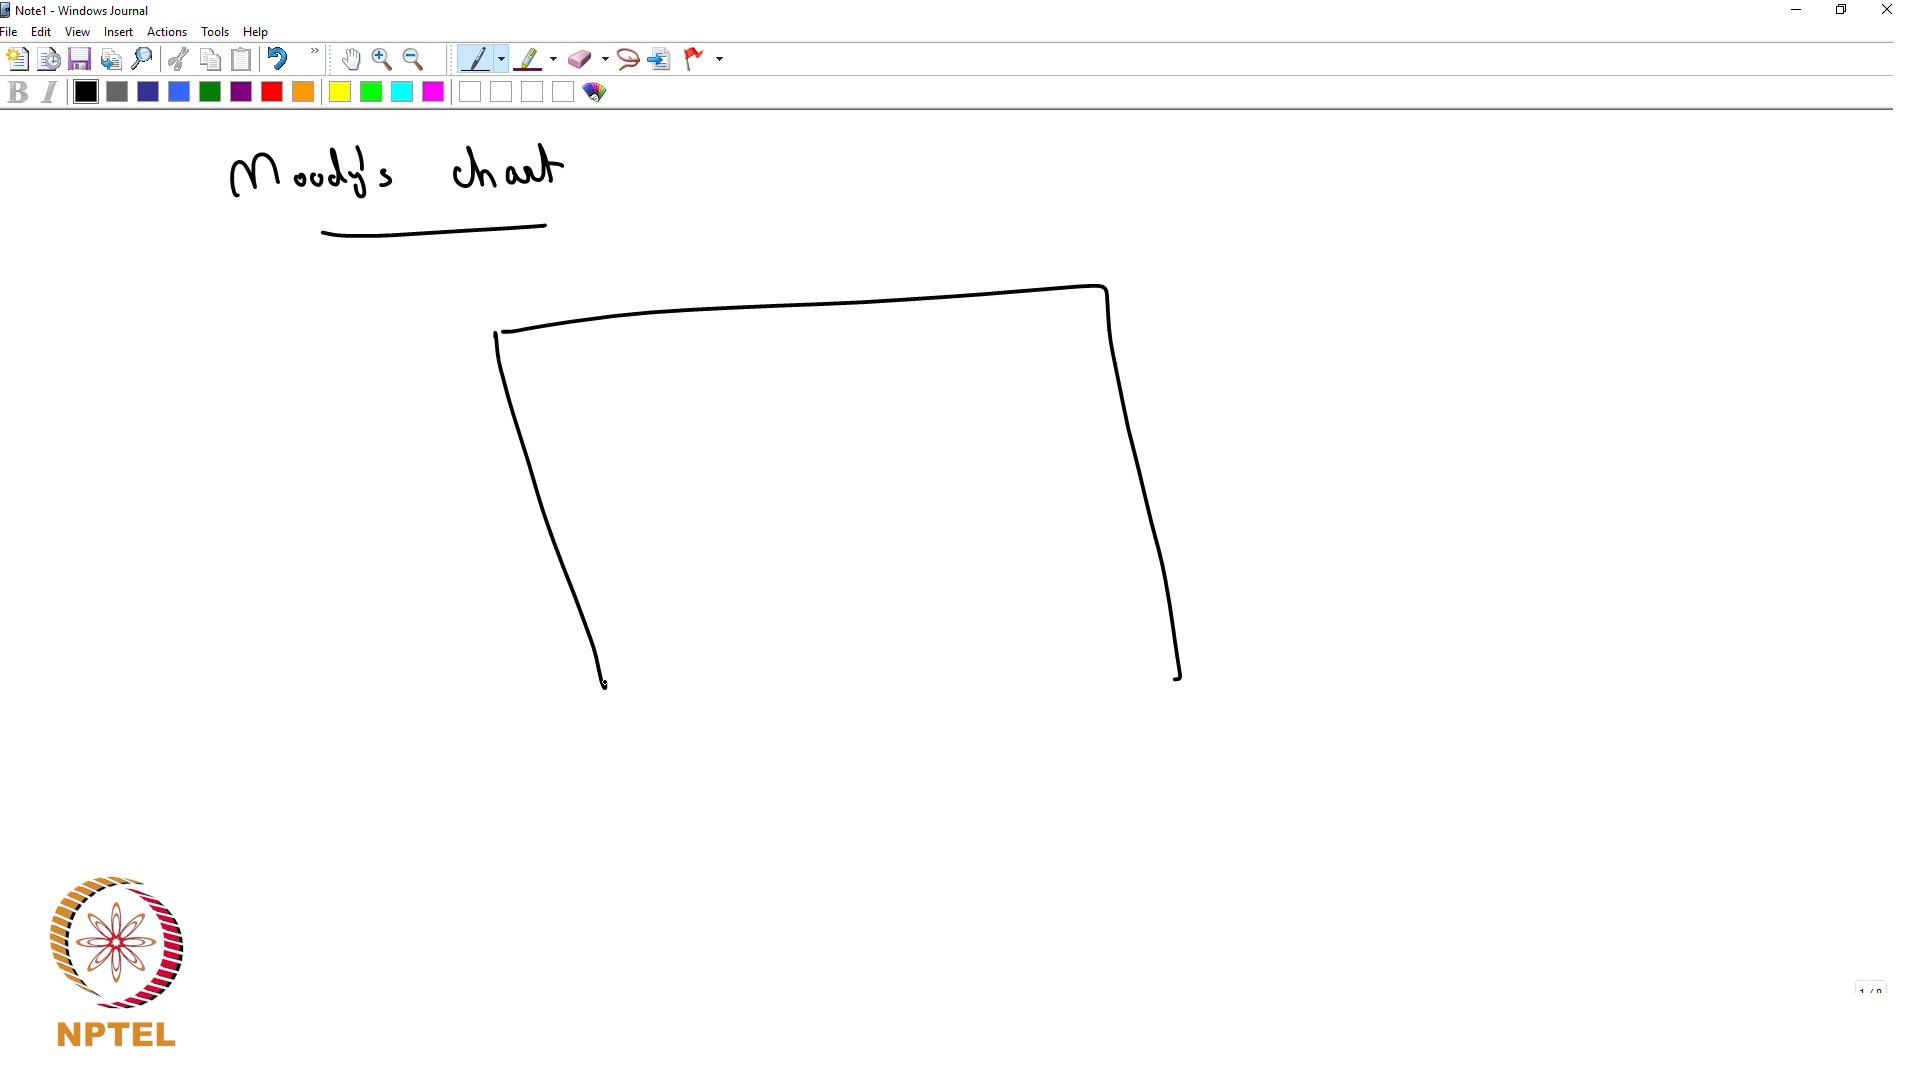 Note1 - Windows Journal
File Edit View Insert Actions Tools Help
B I
Moody's chart
NPTEL